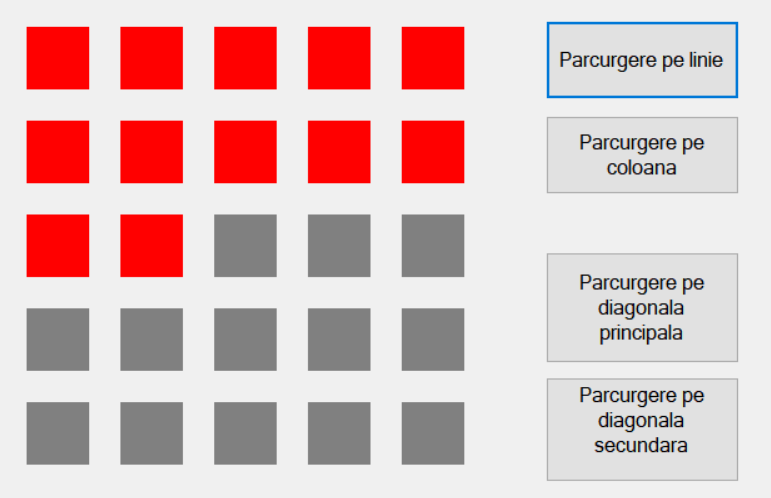 Parcurgere pe linie
Parcurgere pe
coloana
Parcurgere pe
diagonala
principala
Parcurgere pe
diagonala
secundara